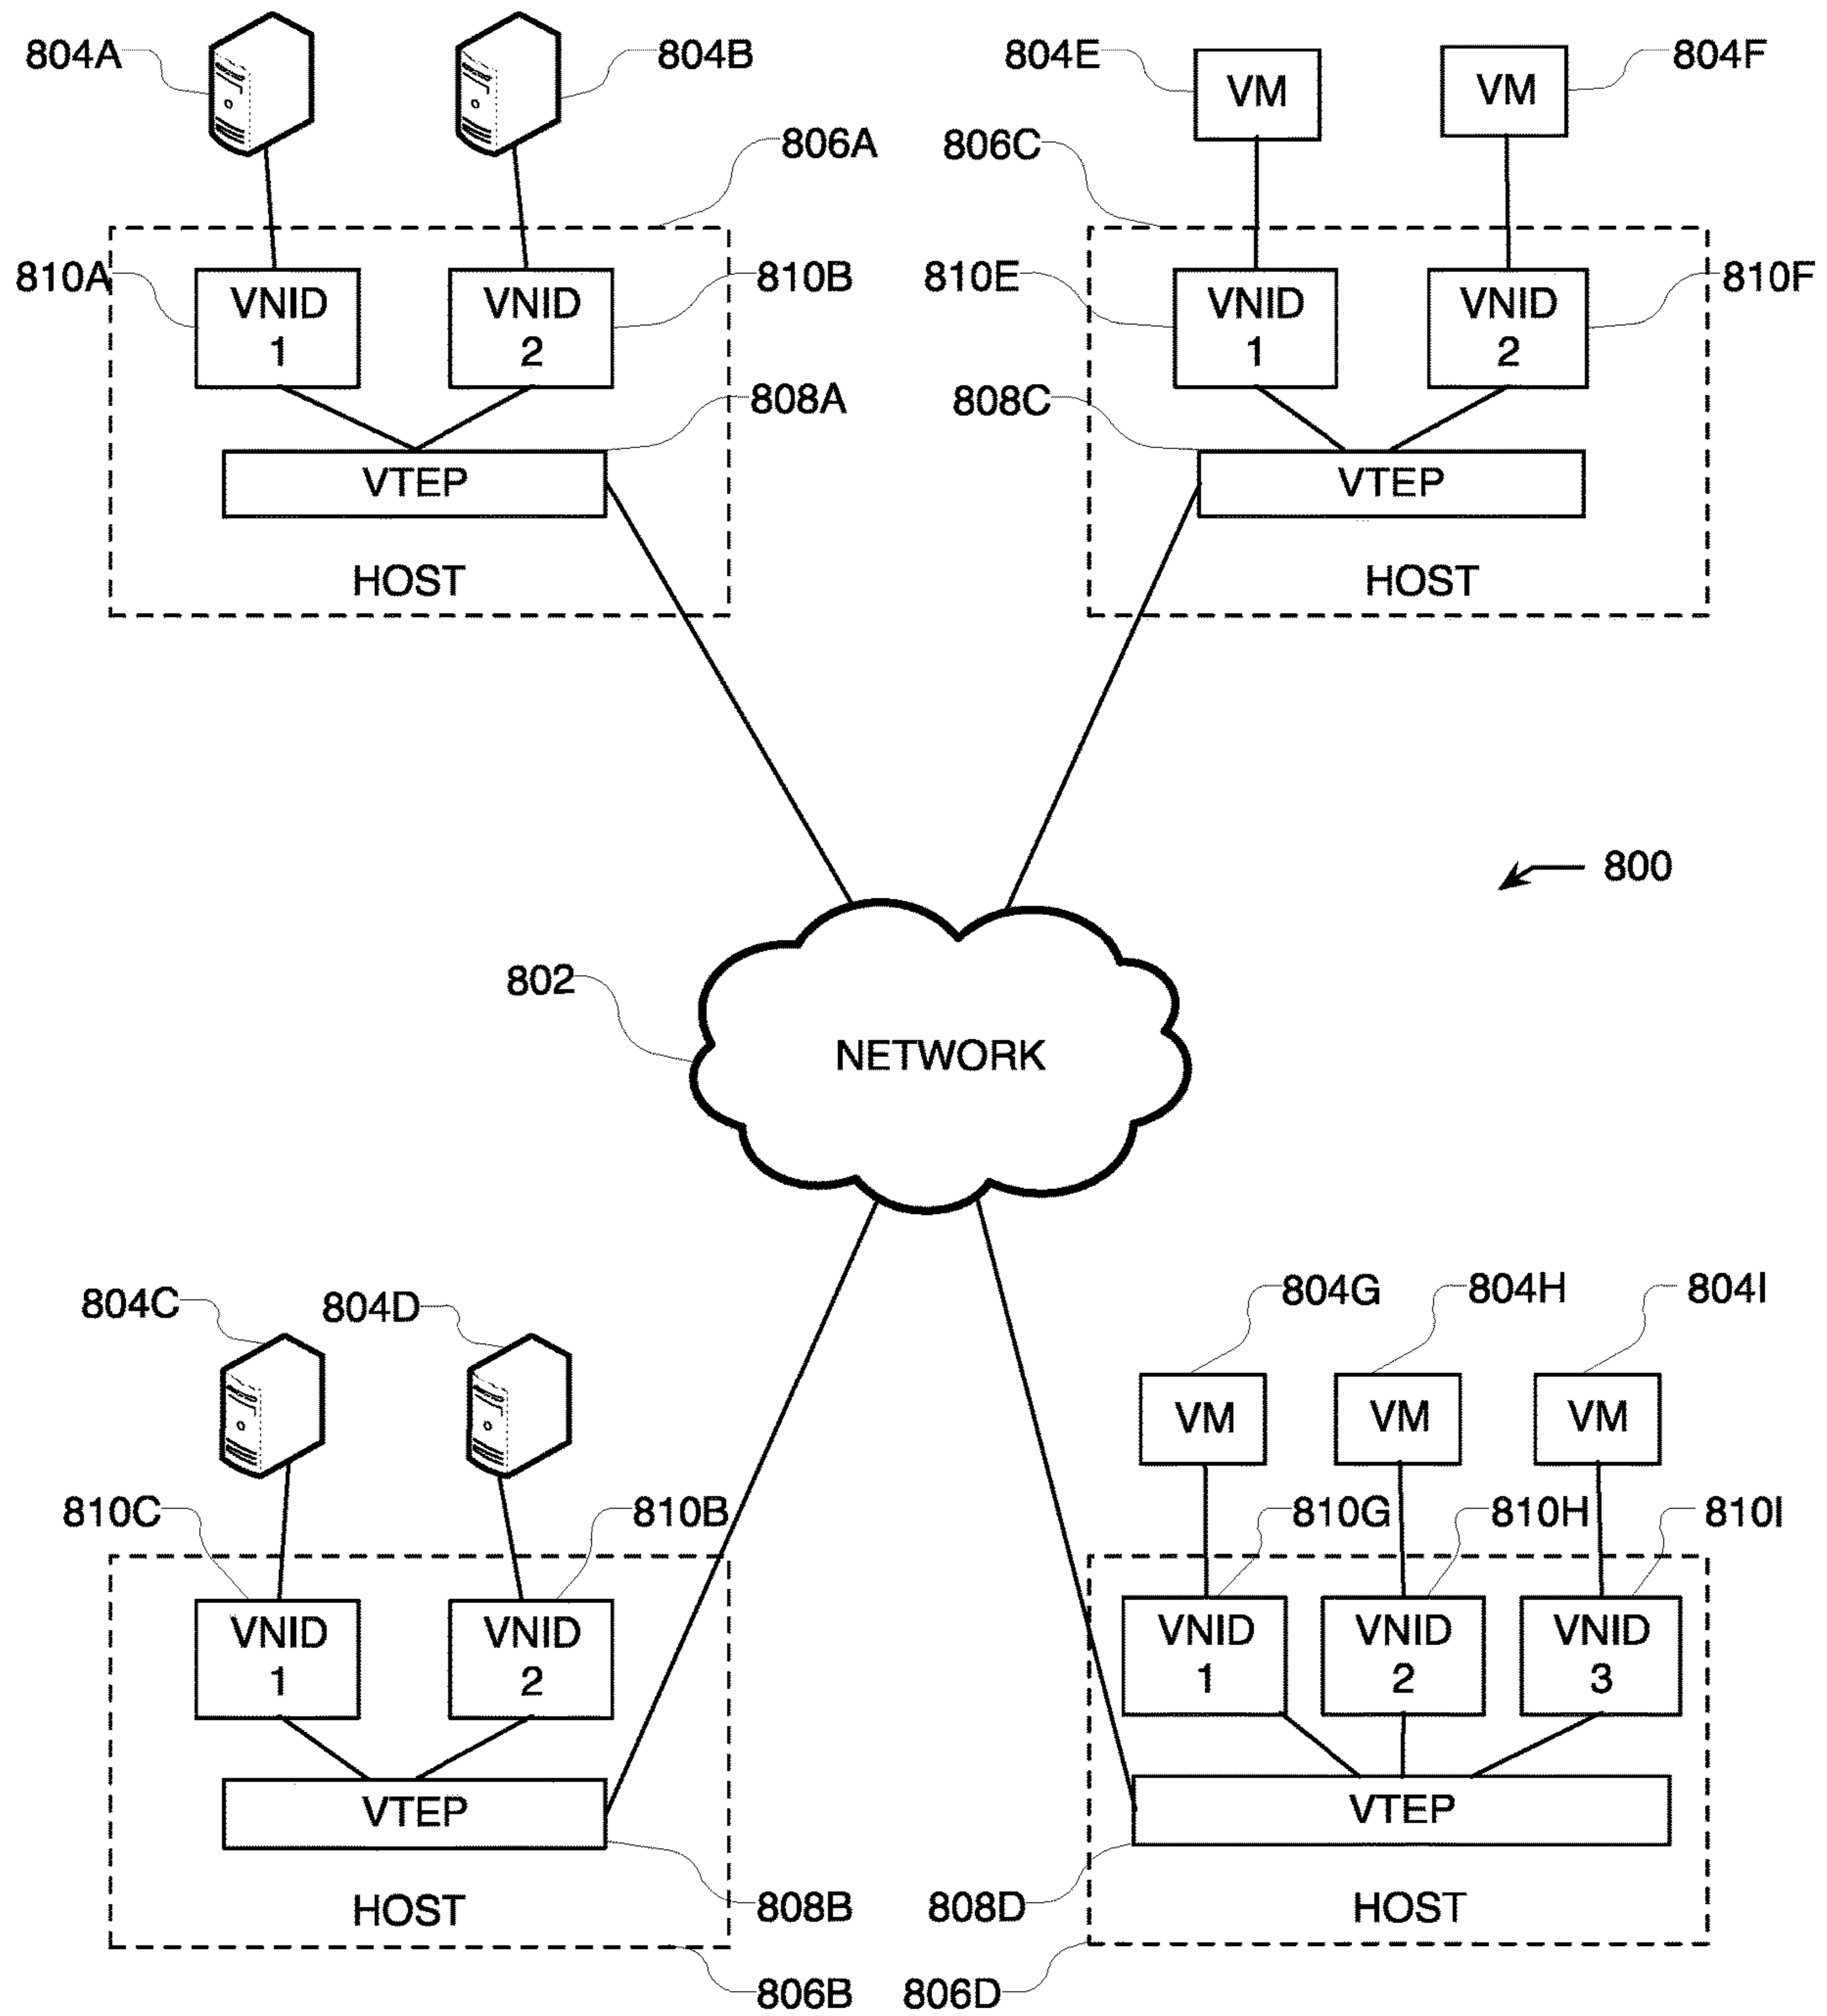 804A
804B
804E
VM
VM
804F
806A
806C
810A
VNID
1
VNID
2
810B
810E
VNID
1
VNID
2
810F
808A
808C
VTEP
VTEP
HOST
HOST
800
802
NETWORK
804C
804D
804G
804H
804I
VM
VM
VM
810C
810B
810G
810H
810I
VNID
1
VNID
2
VNID
1
VNID
2
VNID
3
VTEP
VTEP
HOST
808B
808D
HOST
806B
806D